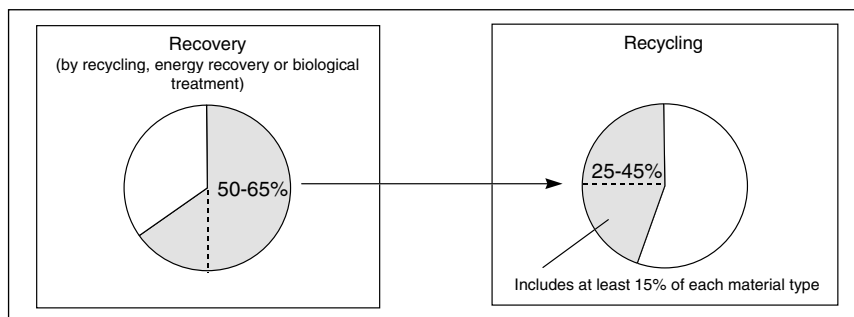 Recovery
(by recycling, energy recovery or biological
treatment)
50-65%
Recycling
25-45%
Includes at least 15% of each material type